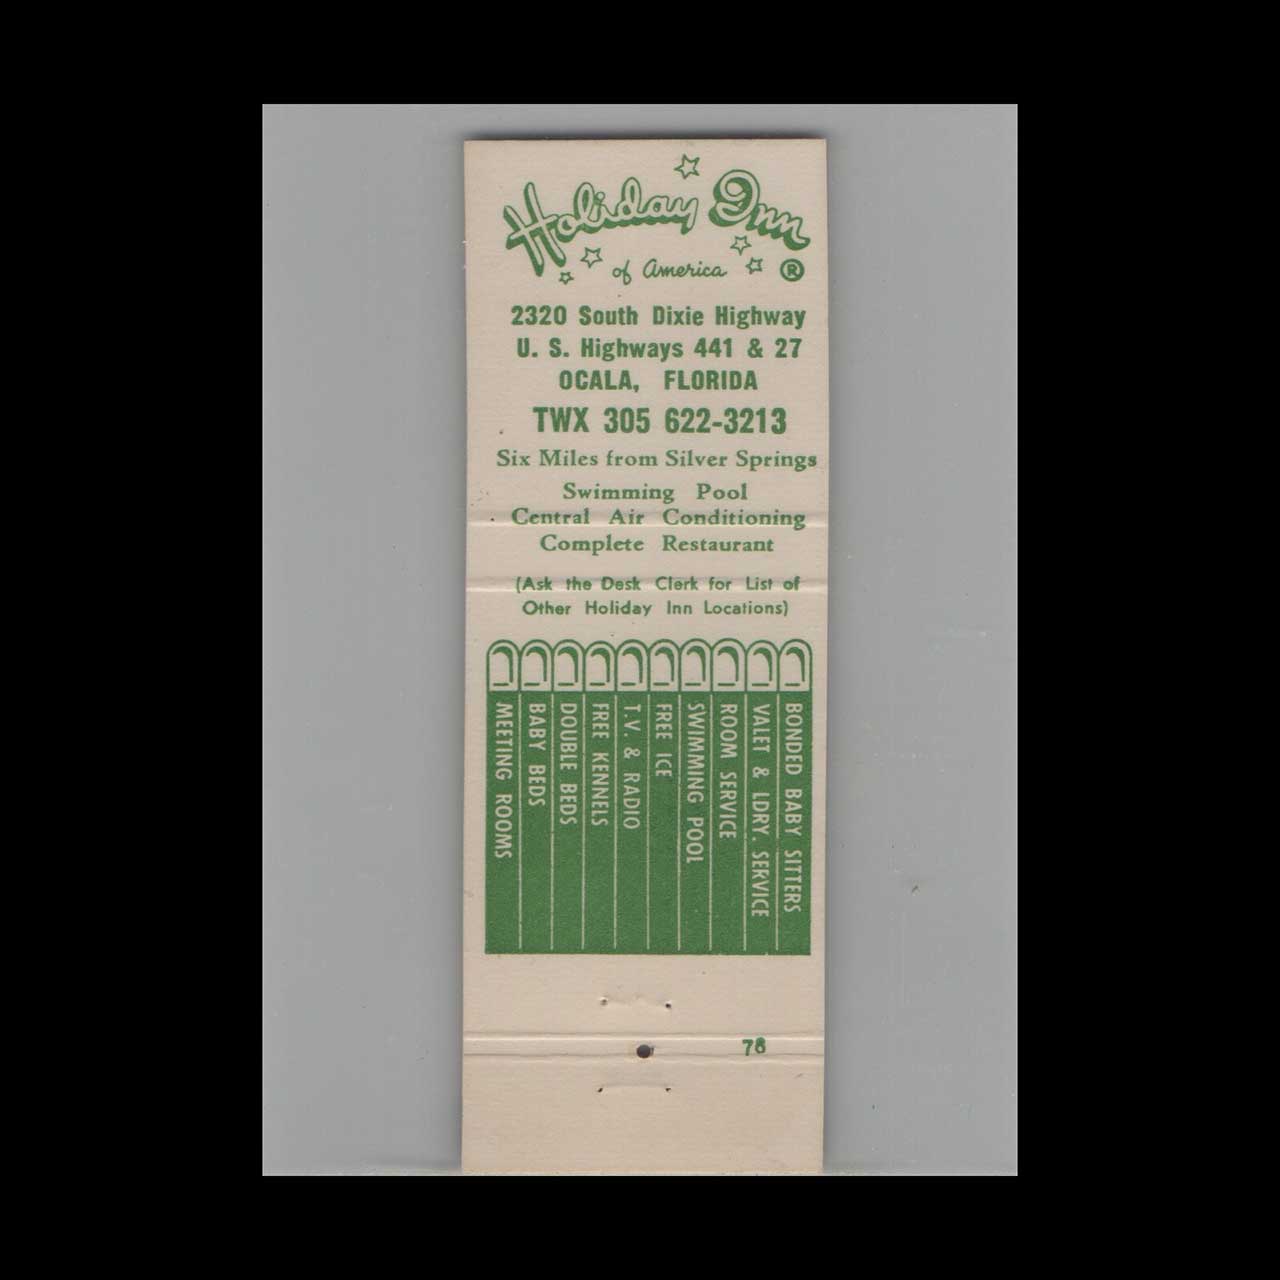 Holiday Inn
of America ®
2320 South Dixie Highway
U. S. Highways 441 & 27
OCALA, FLORIDA
TWX 305 622-3213
Six Miles from Silver Springs
Swimming Pool
Central Air Conditioning
Complete Restaurant
(Ask the Desk Clerk for List of
Other Holiday Inn Locations)
BONDED BABY SITTERS
VALET & LDRY. SERVICE
ROOM SERVICE
SWIMMING POOL
FREE ICE
T.V. & RADIO
FREE KENNELS
DOUBLE BEDS
BABY BEDS
MEETING ROOMS
78